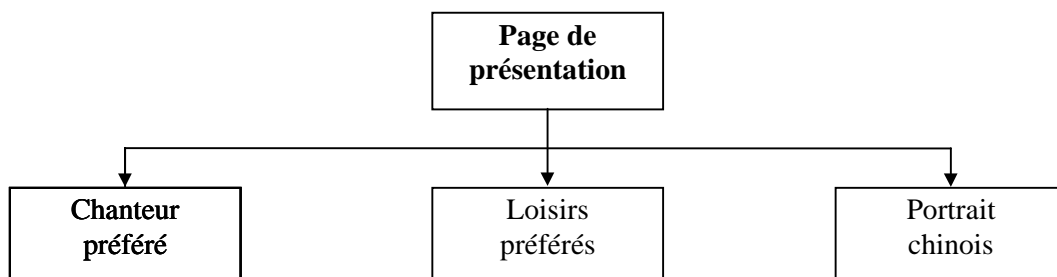 Page de
présentation
Chanteur
préféré
Loisirs
préférés
Portrait
chinois